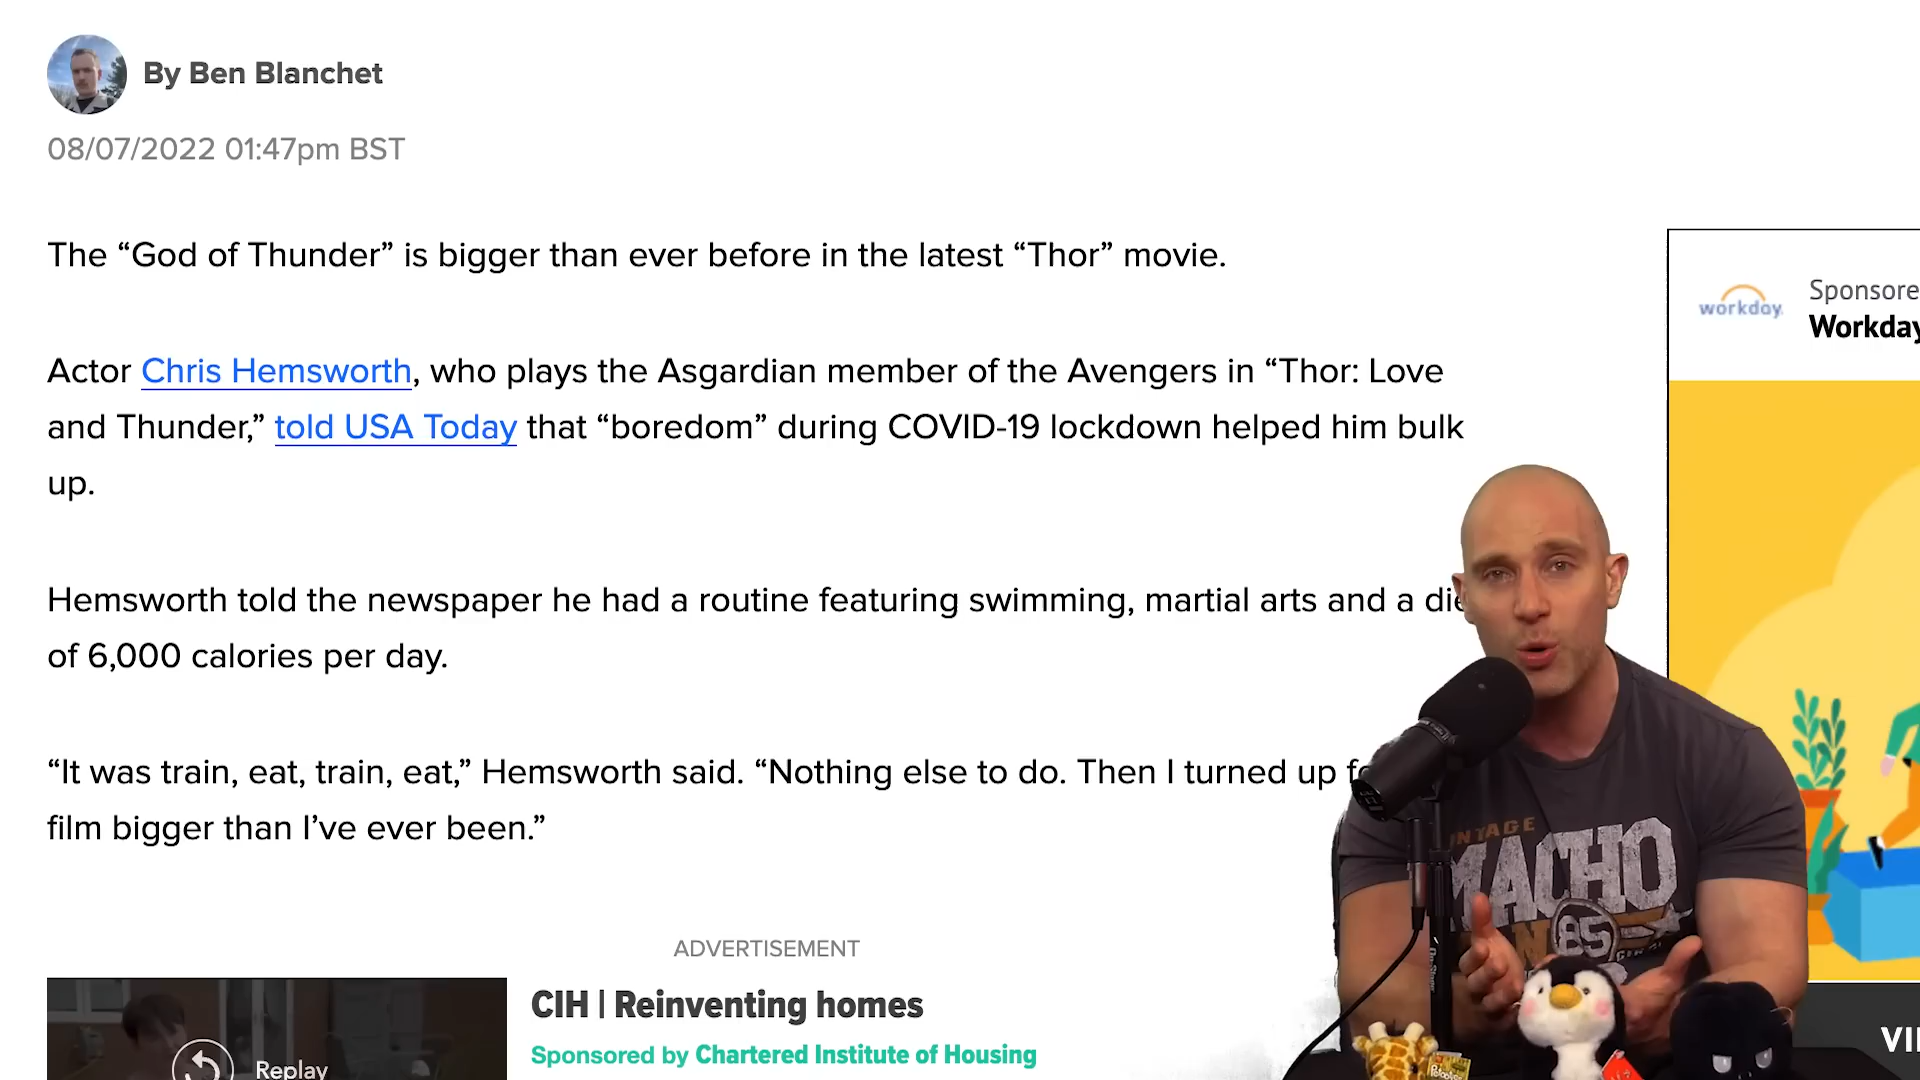 By Ben Blanchet
08/07/2022 01:47pm BST
The “God of Thunder” is bigger than ever before in the latest “Thor” movie.
Sponsore
workday.
Workday
Actor Chris Hemsworth, who plays the Asgardian member of the Avengers in “Thor: Love
and Thunder,” told USA Today that “boredom” during COVID-19 lockdown helped him bulk
up.
Hemsworth told the newspaper he had a routine featuring swimming, martial arts and a die
of 6,000 calories per day.
“It was train, eat, train, eat,” Hemsworth said. “Nothing else to do. Then I turned up fo
film bigger than I’ve ever been.”
NTAGE
MACHO
85
ADVERTISEMENT
CIH | Reinventing homes
Sponsored by Chartered Institute of Housing
Replay
VI